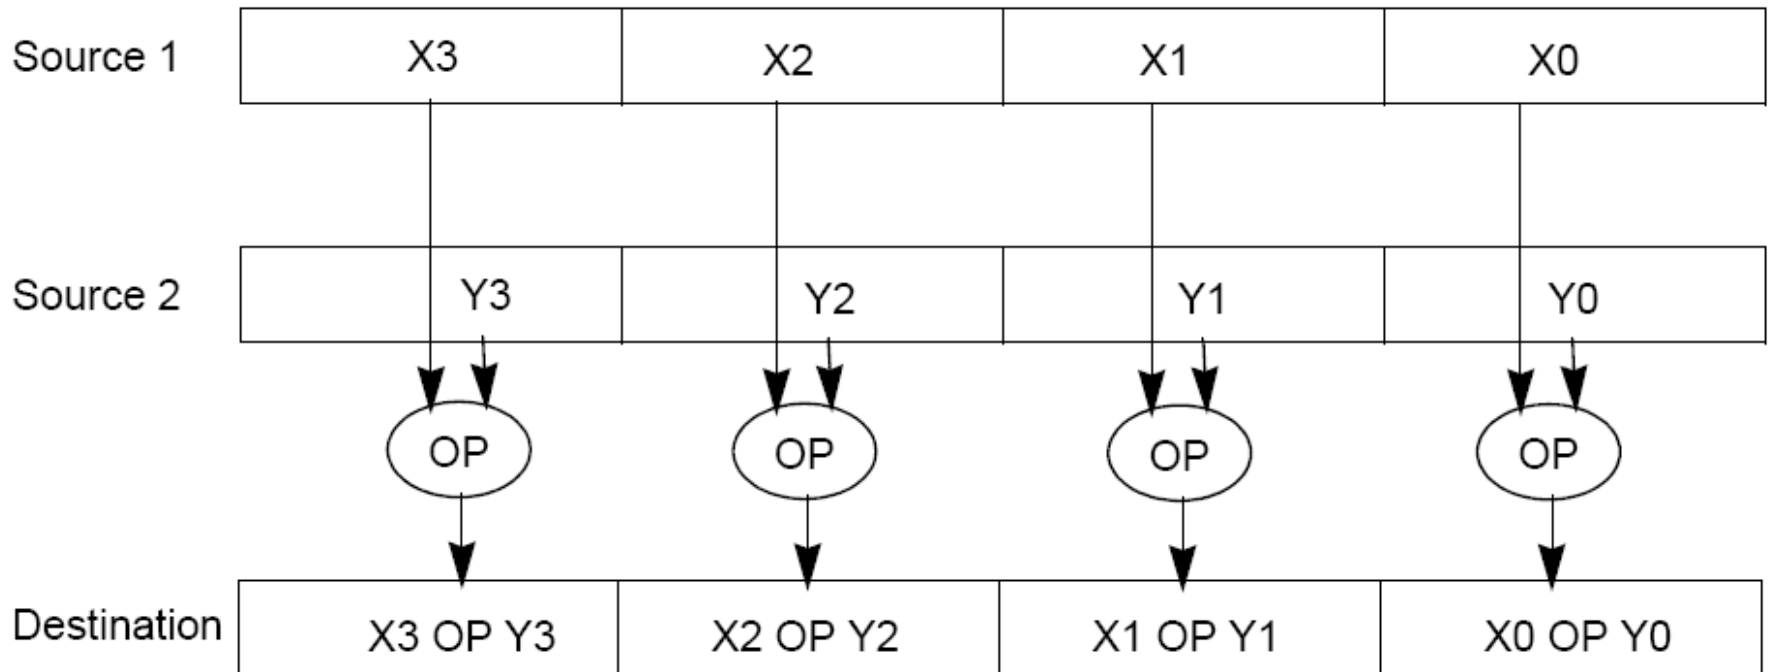 Source 1 X3 X2 X1 X0
Source 2 Y3 Y2 Y1 Y0
OP OP OP OP
Destination X3 OP Y3 X2 OP Y2 X1 OP Y1 X0 OP Y0